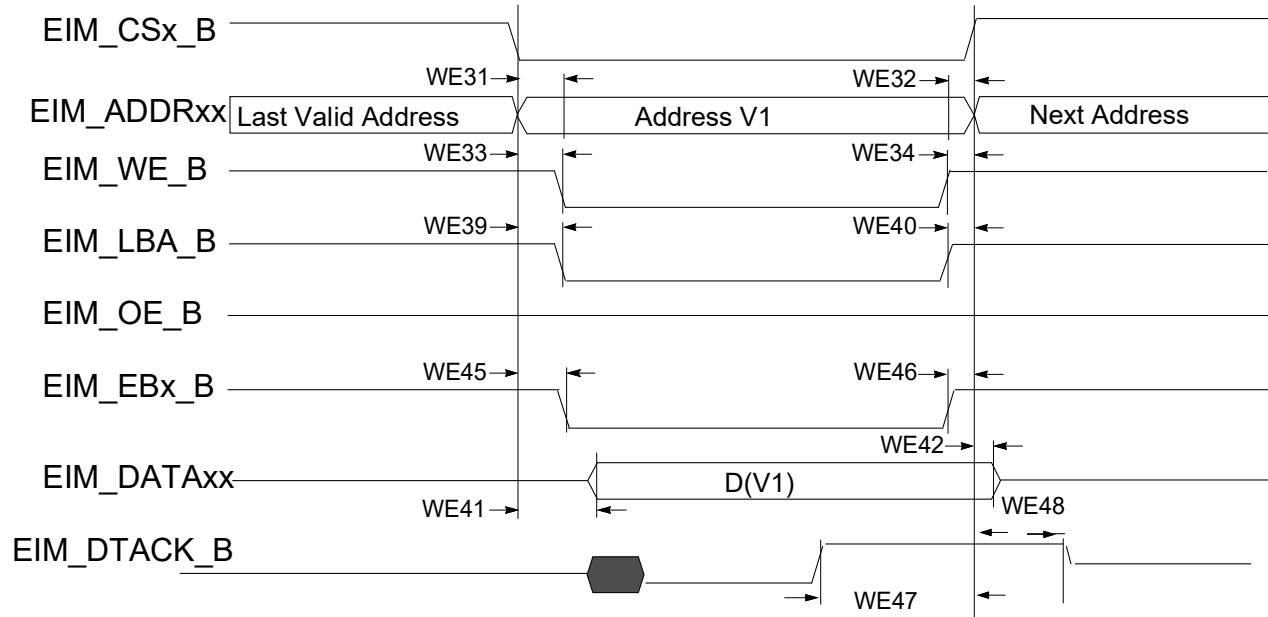 EIM_CSx_B
WE31 WE32
EIM_ADDRxx Last Valid Address Address V1 Next Address
WE33 WE34
EIM_WE_B
WE39 WE40
EIM_LBA_B
EIM_OE_B
WE45 WE46
EIM_EBx_B
WE42
EIM_DATAxx D(V1)
WE41 WE48
EIM_DTACK_B
WE47